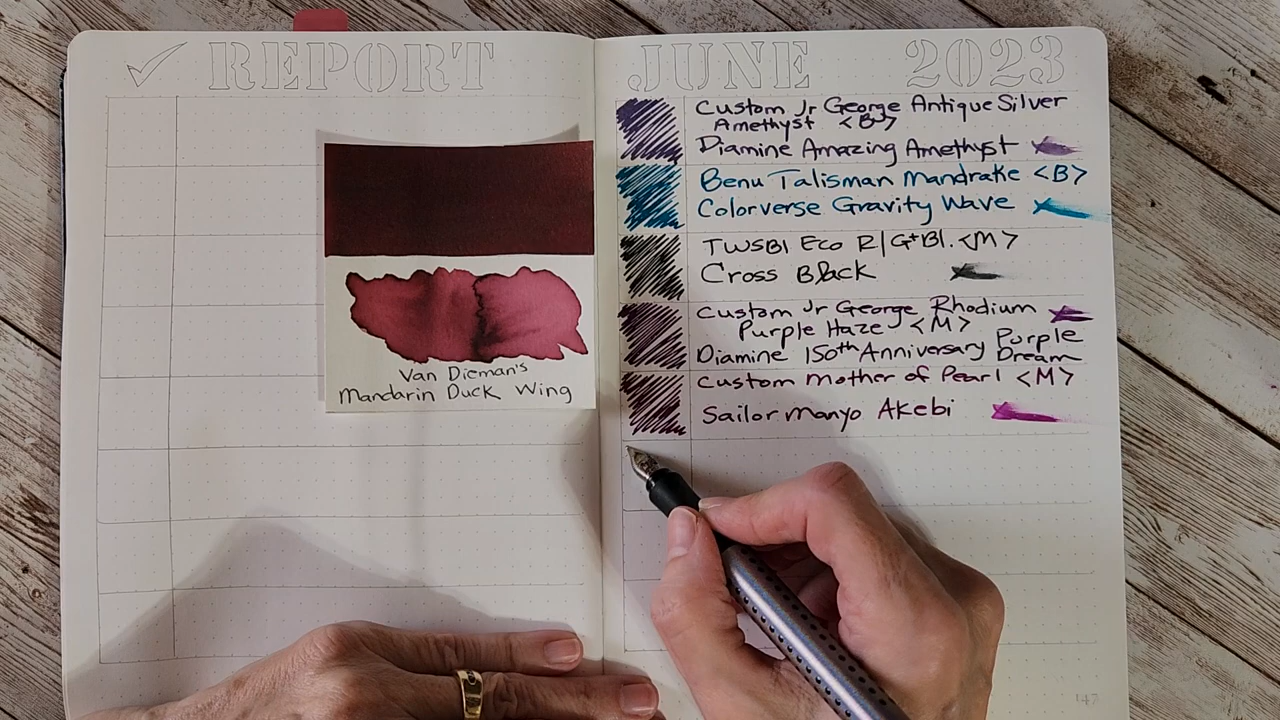 REPORT
Van Dieman's
Mandarin Duck Wing
JUNE 2023
Custom Jr George Antique Silver
Amethyst <B>
Diamine Amazing Amethyst
Benu Talisman Mandrake <B>
Colorverse Gravity Wave
TWSBI Eco R|G+Bl. <M>
Cross Black
Custom Jr George Rhodium
Purple Haze <M>
Diamine 150th Anniversary Purple Dream
Custom Mother of Pearl <M>
Sailor Manyo Akebi
147